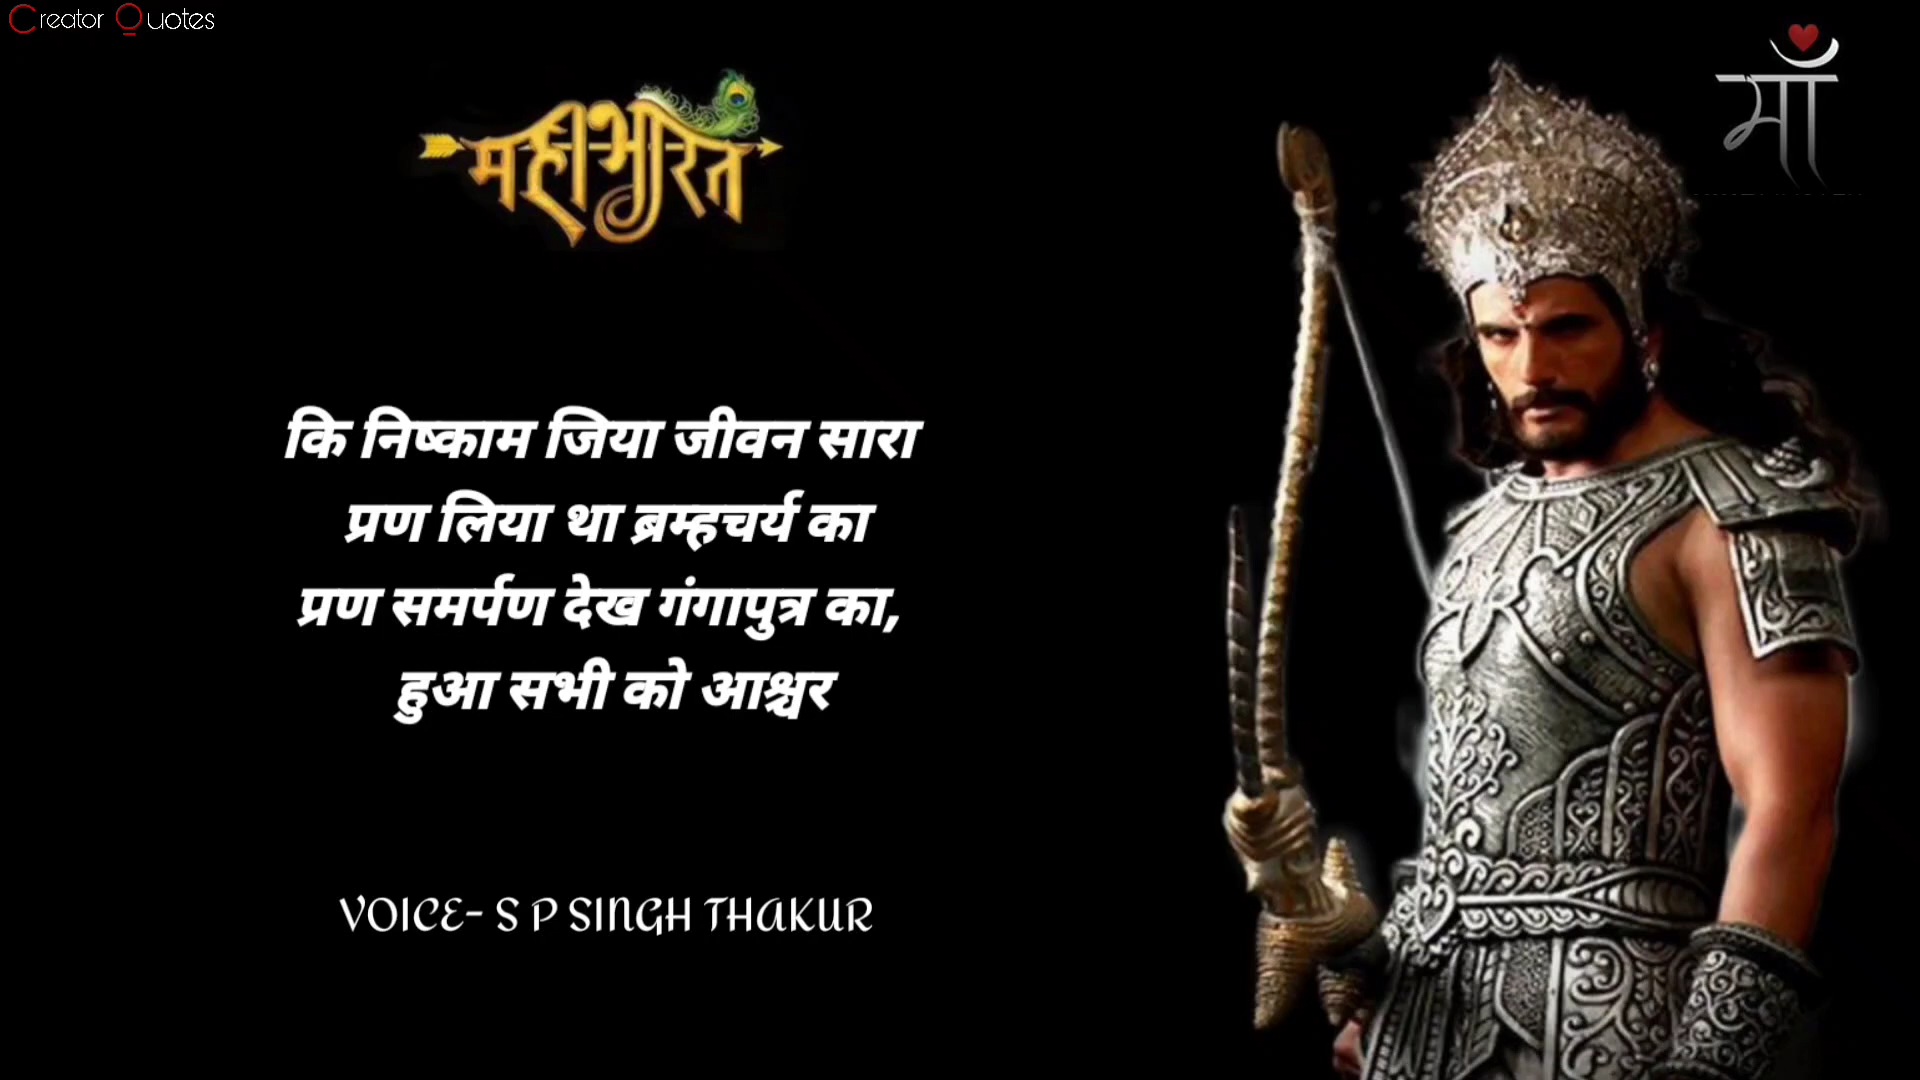 Creator Quotes
माँ
महाभारत
कि निष्काम जिया जीवन सारा
प्रण लिया था ब्रम्हचर्य का
प्रण समर्पण देख गंगापुत्र का,
हुआ सभी को आश्चर
VOICE- S P SINGH THAKUR